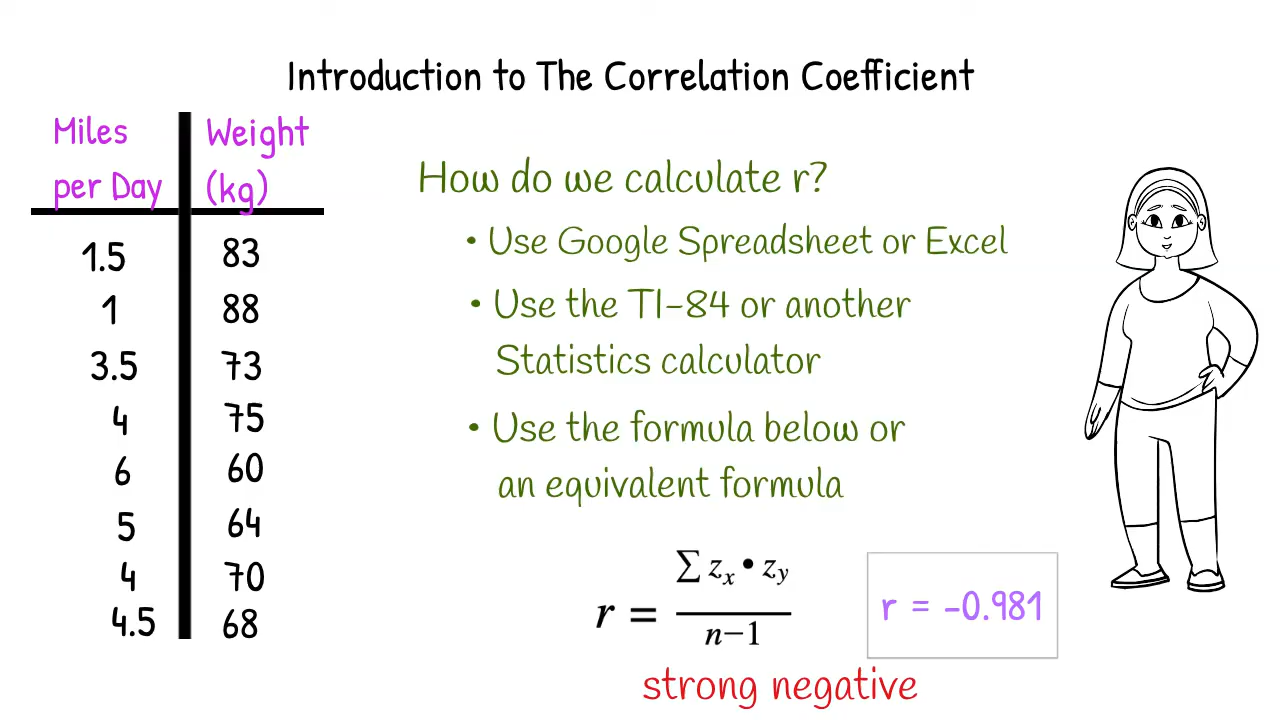 Introduction to The Correlation Coefficient
Miles per Day Weight (kg)
1.5 83
1 88
3.5 73
4 75
6 60
5 64
4 70
4.5 68
How do we calculate r?
• Use Google Spreadsheet or Excel
• Use the TI-84 or another
Statistics calculator
• Use the formula below or
an equivalent formula
r = ∑ zx • zy / n−1
r = -0.981
strong negative